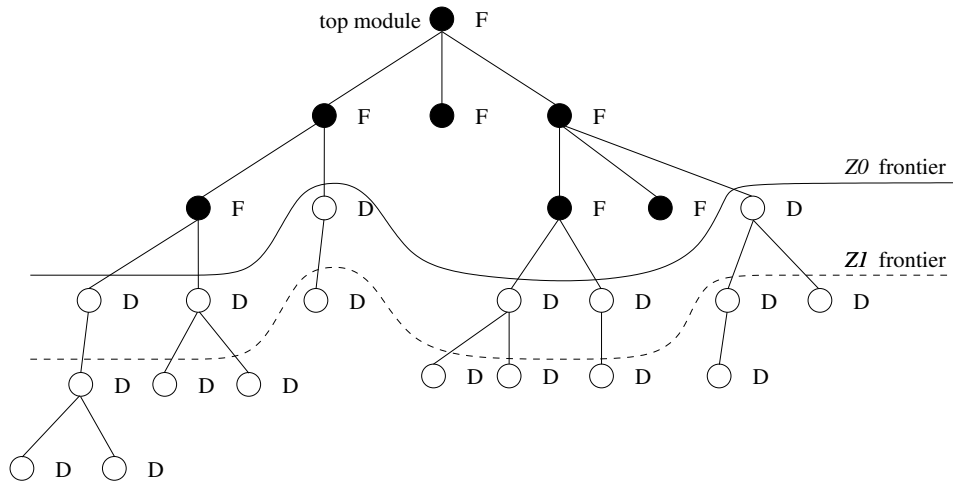 top module F
F F F
Z0 frontier
F D F F D
Z1 frontier
D D D D D D D
D D D D D D D
D D